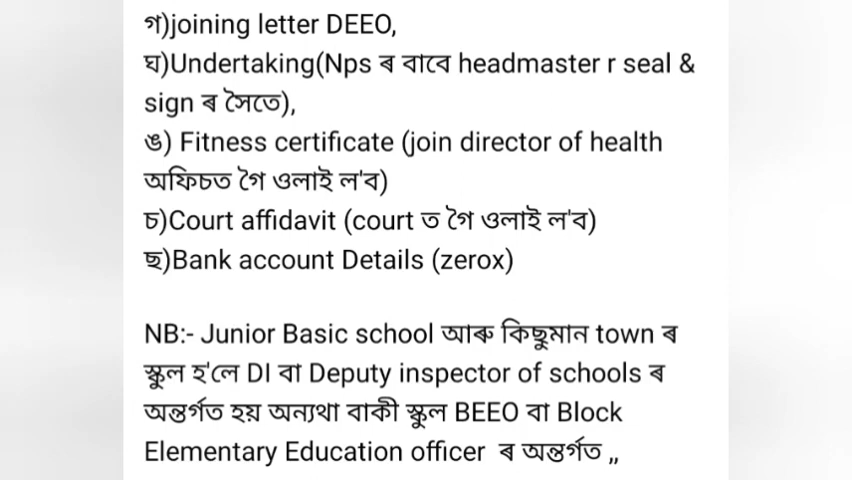 গ)joining letter DEEO,
ঘ)Undertaking(Nps ৰ বাবে headmaster r seal &
sign ৰ সৈতে),
ঙ) Fitness certificate (join director of health
অফিচত গৈ ওলাই ল'ব)
চ)Court affidavit (court ত গৈ ওলাই ল'ব)
ছ)Bank account Details (zerox)
NB:- Junior Basic school আৰু কিছুমান town ৰ
স্কুল হ'লে DI বা Deputy inspector of schools ৰ
অন্তৰ্গত হয় অন্যথা বাকী স্কুল BEEO বা Block
Elementary Education officer ৰ অন্তৰ্গত ,,